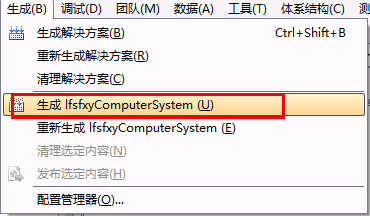 生成(B) 调试(D) 团队(M) 数据(A) 工具(T) 体系结构(C)
生成解决方案(B) Ctrl+Shift+B
重新生成解决方案(R)
清理解决方案(C)
生成 lfsfxyComputerSystem (U)
重新生成 lfsfxyComputerSystem (E)
清理选定内容(N)
发布选定内容(H)
配置管理器(O)...